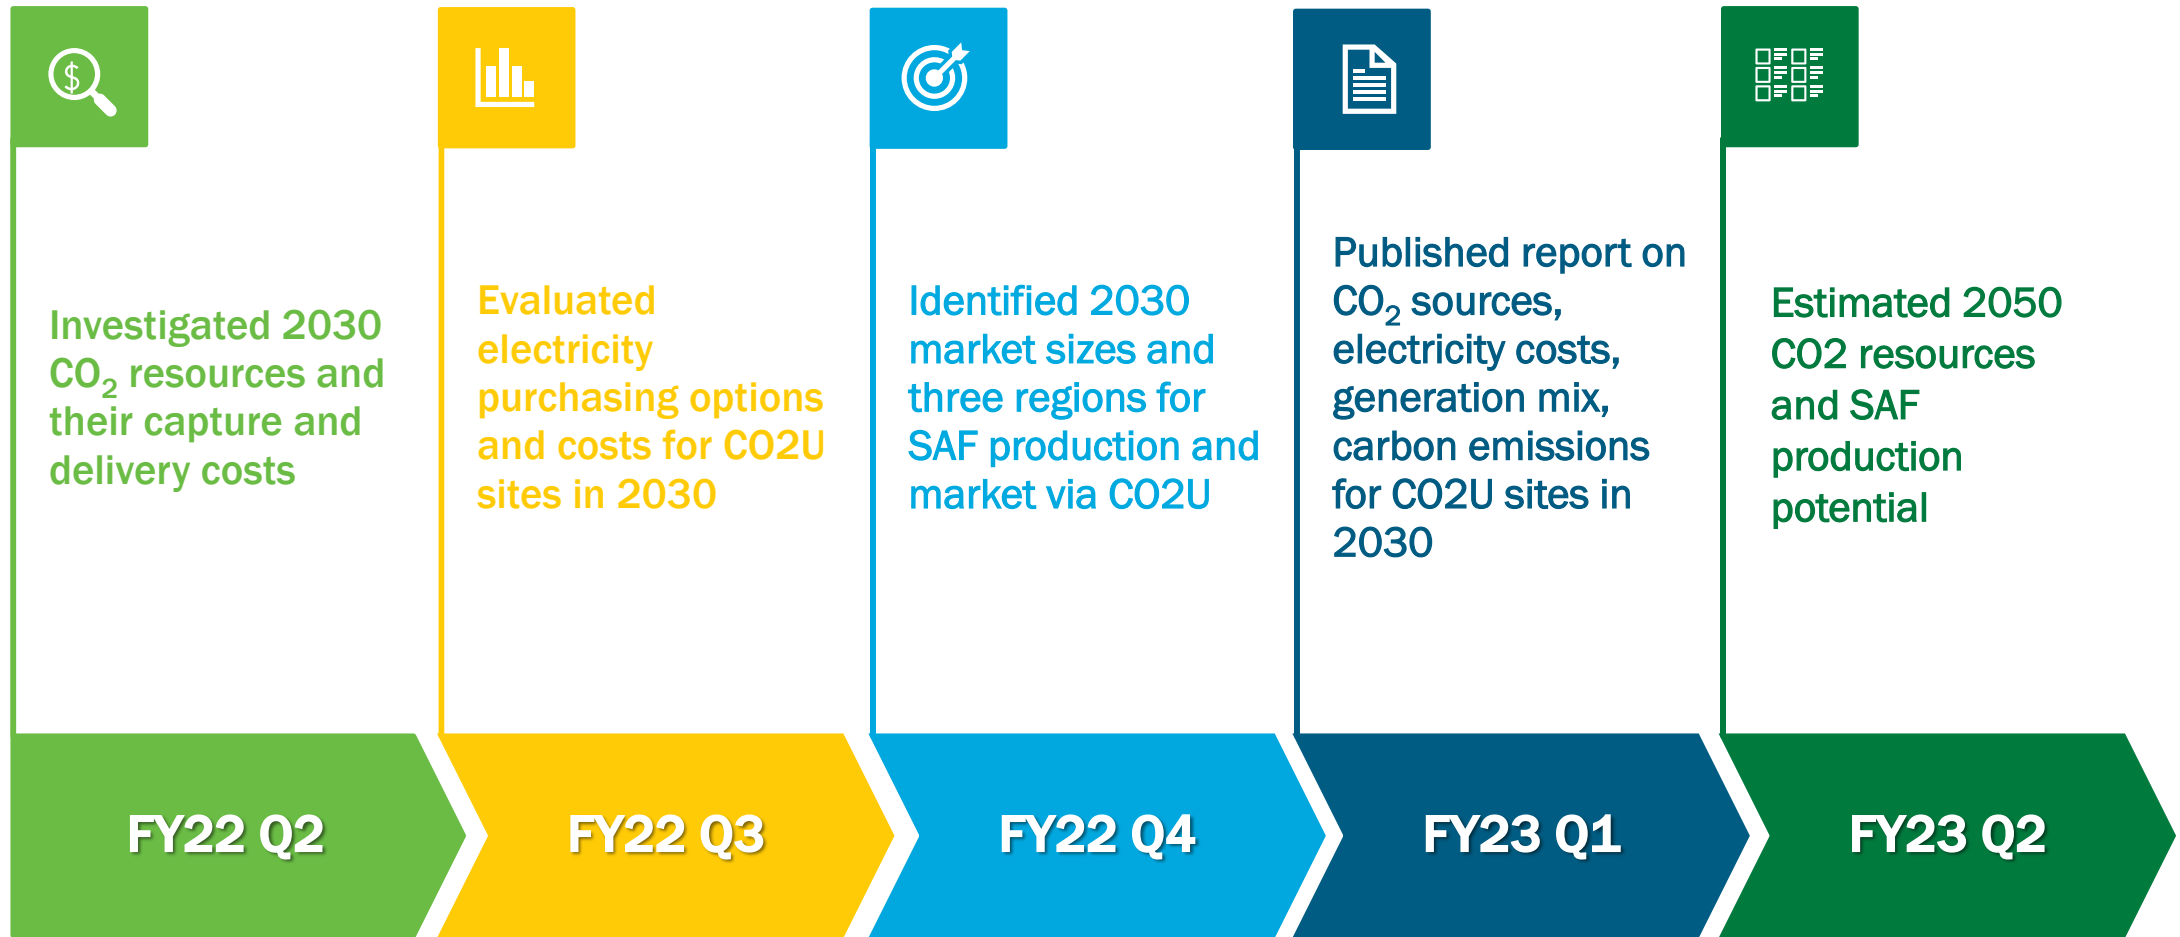 $
Investigated 2030
CO₂ resources and
their capture and
delivery costs
Evaluated
electricity
purchasing options
and costs for CO2U
sites in 2030
Identified 2030
market sizes and
three regions for
SAF production and
market via CO2U
Published report on
CO₂ sources,
electricity costs,
generation mix,
carbon emissions
for CO2U sites in
2030
Estimated 2050
CO2 resources
and SAF
production
potential
FY22 Q2
FY22 Q3
FY22 Q4
FY23 Q1
FY23 Q2